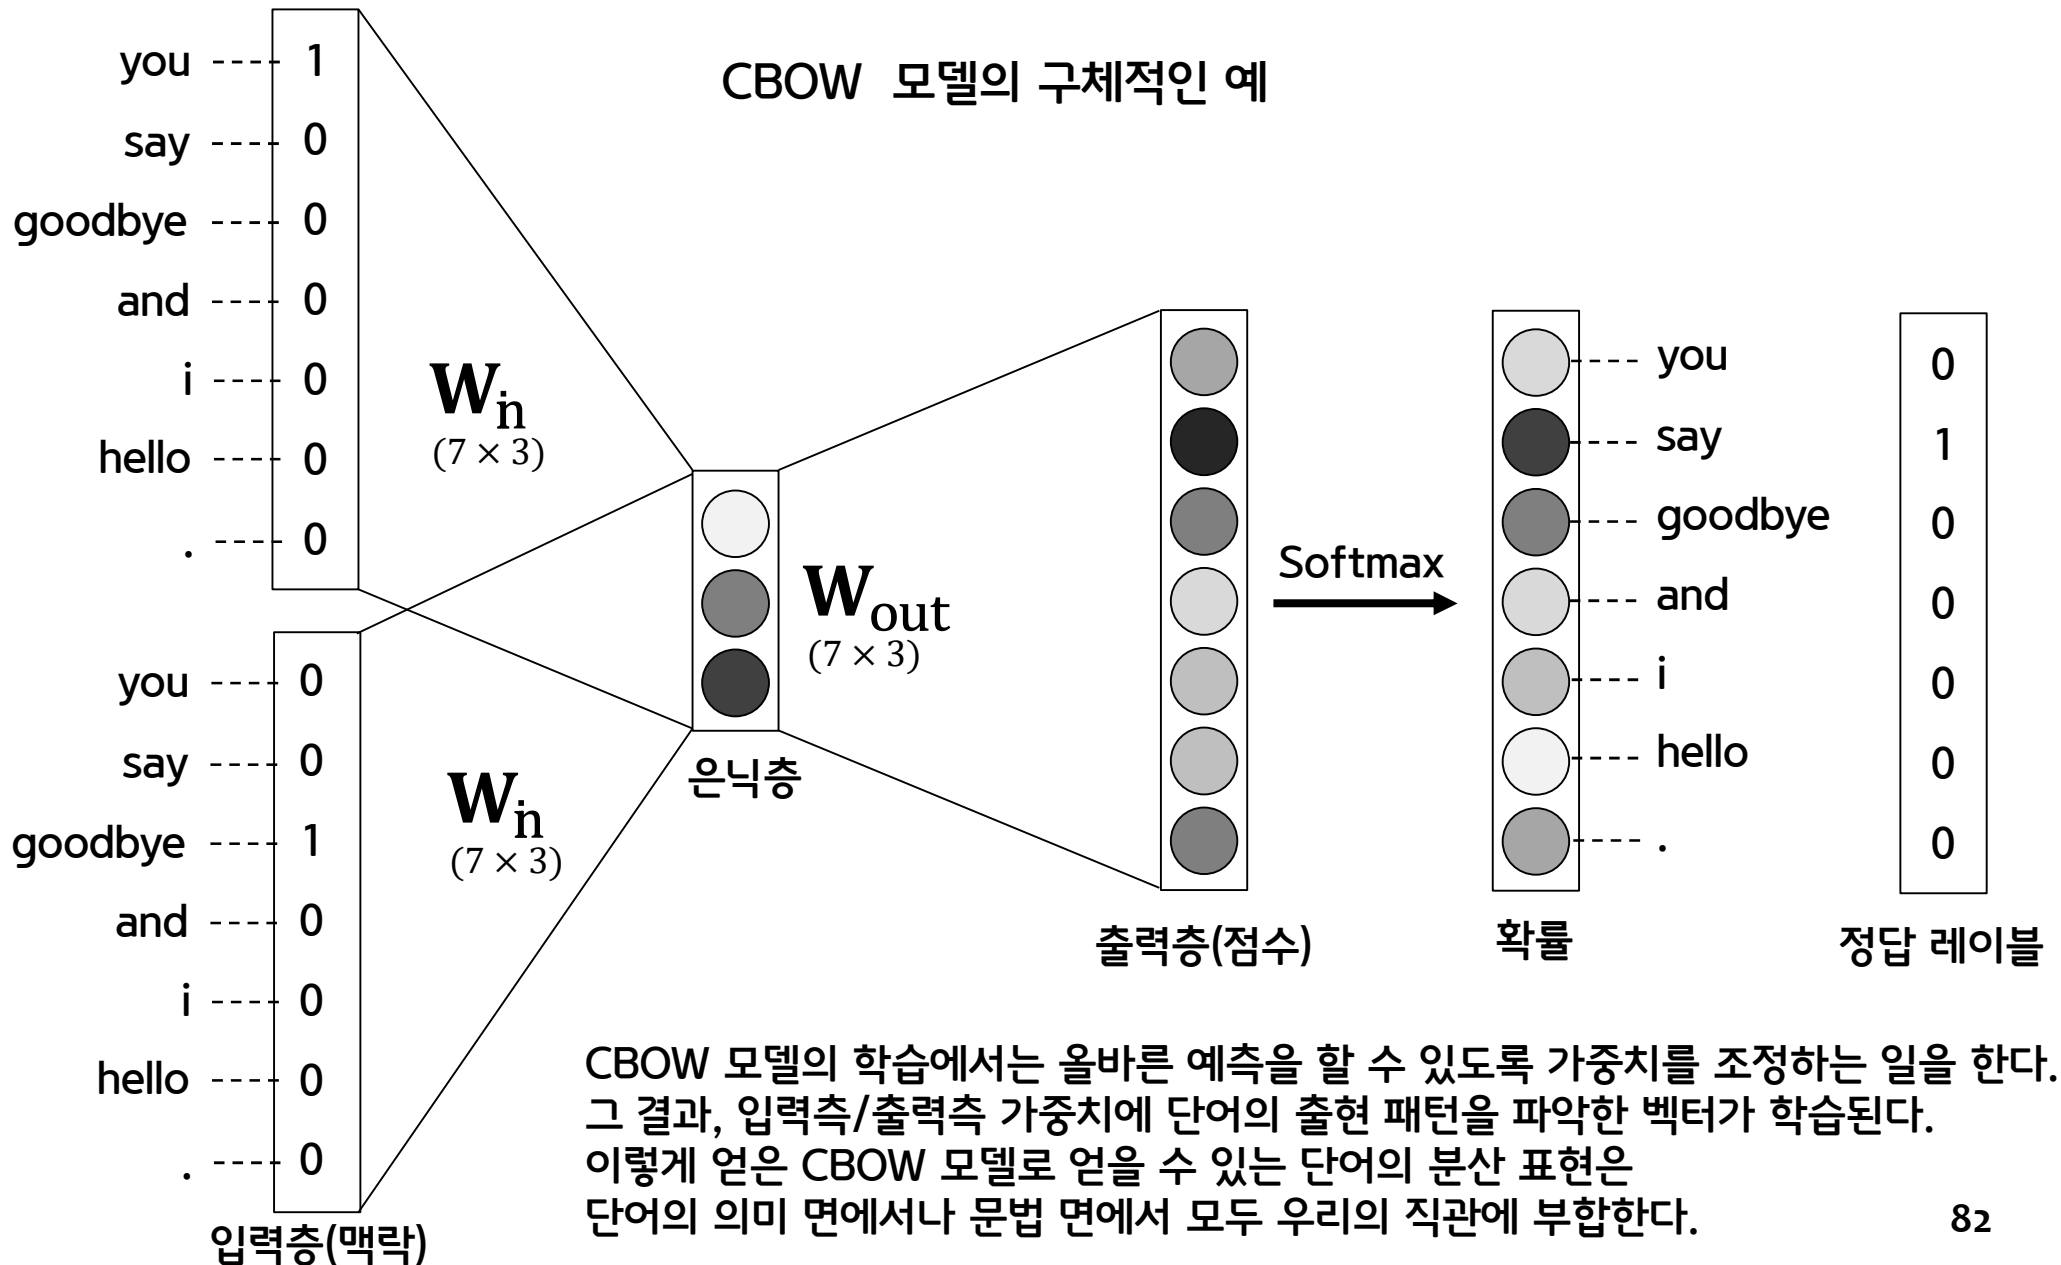 CBOW 모델의 구체적인 예
you ---- 1
say ---- 0
goodbye ---- 0
and ---- 0
i ---- 0
hello ---- 0
. ---- 0
W_in
(7 × 3)
you ---- 0
say ---- 0
goodbye ---- 1
and ---- 0
i ---- 0
hello ---- 0
. ---- 0
W_in
(7 × 3)
입력층(맥락)
은닉층
W_out
(7 × 3)
출력층(점수)
Softmax
---- you
---- say
---- goodbye
---- and
---- i
---- hello
---- .
확률
0
1
0
0
0
0
0
정답 레이블
CBOW 모델의 학습에서는 올바른 예측을 할 수 있도록 가중치를 조정하는 일을 한다.
그 결과, 입력측/출력측 가중치에 단어의 출현 패턴을 파악한 벡터가 학습된다.
이렇게 얻은 CBOW 모델로 얻을 수 있는 단어의 분산 표현은
단어의 의미 면에서나 문법 면에서 모두 우리의 직관에 부합한다.
82